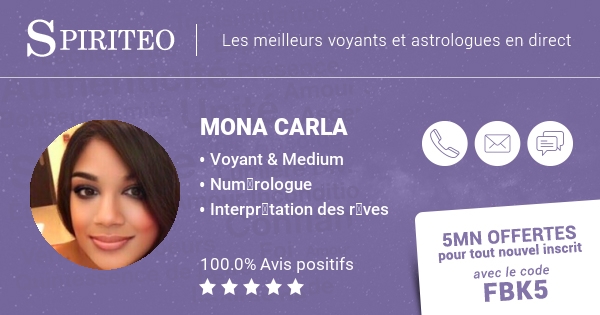 SPIRITEO
Les meilleurs voyants et astrologues en direct
MONA CARLA
• Voyant & Medium
• Num▯rologue
• Interpr▯tation des r▯ves
100.0% Avis positifs
5MN OFFERTES
pour tout nouvel inscrit
avec le code
FBK5